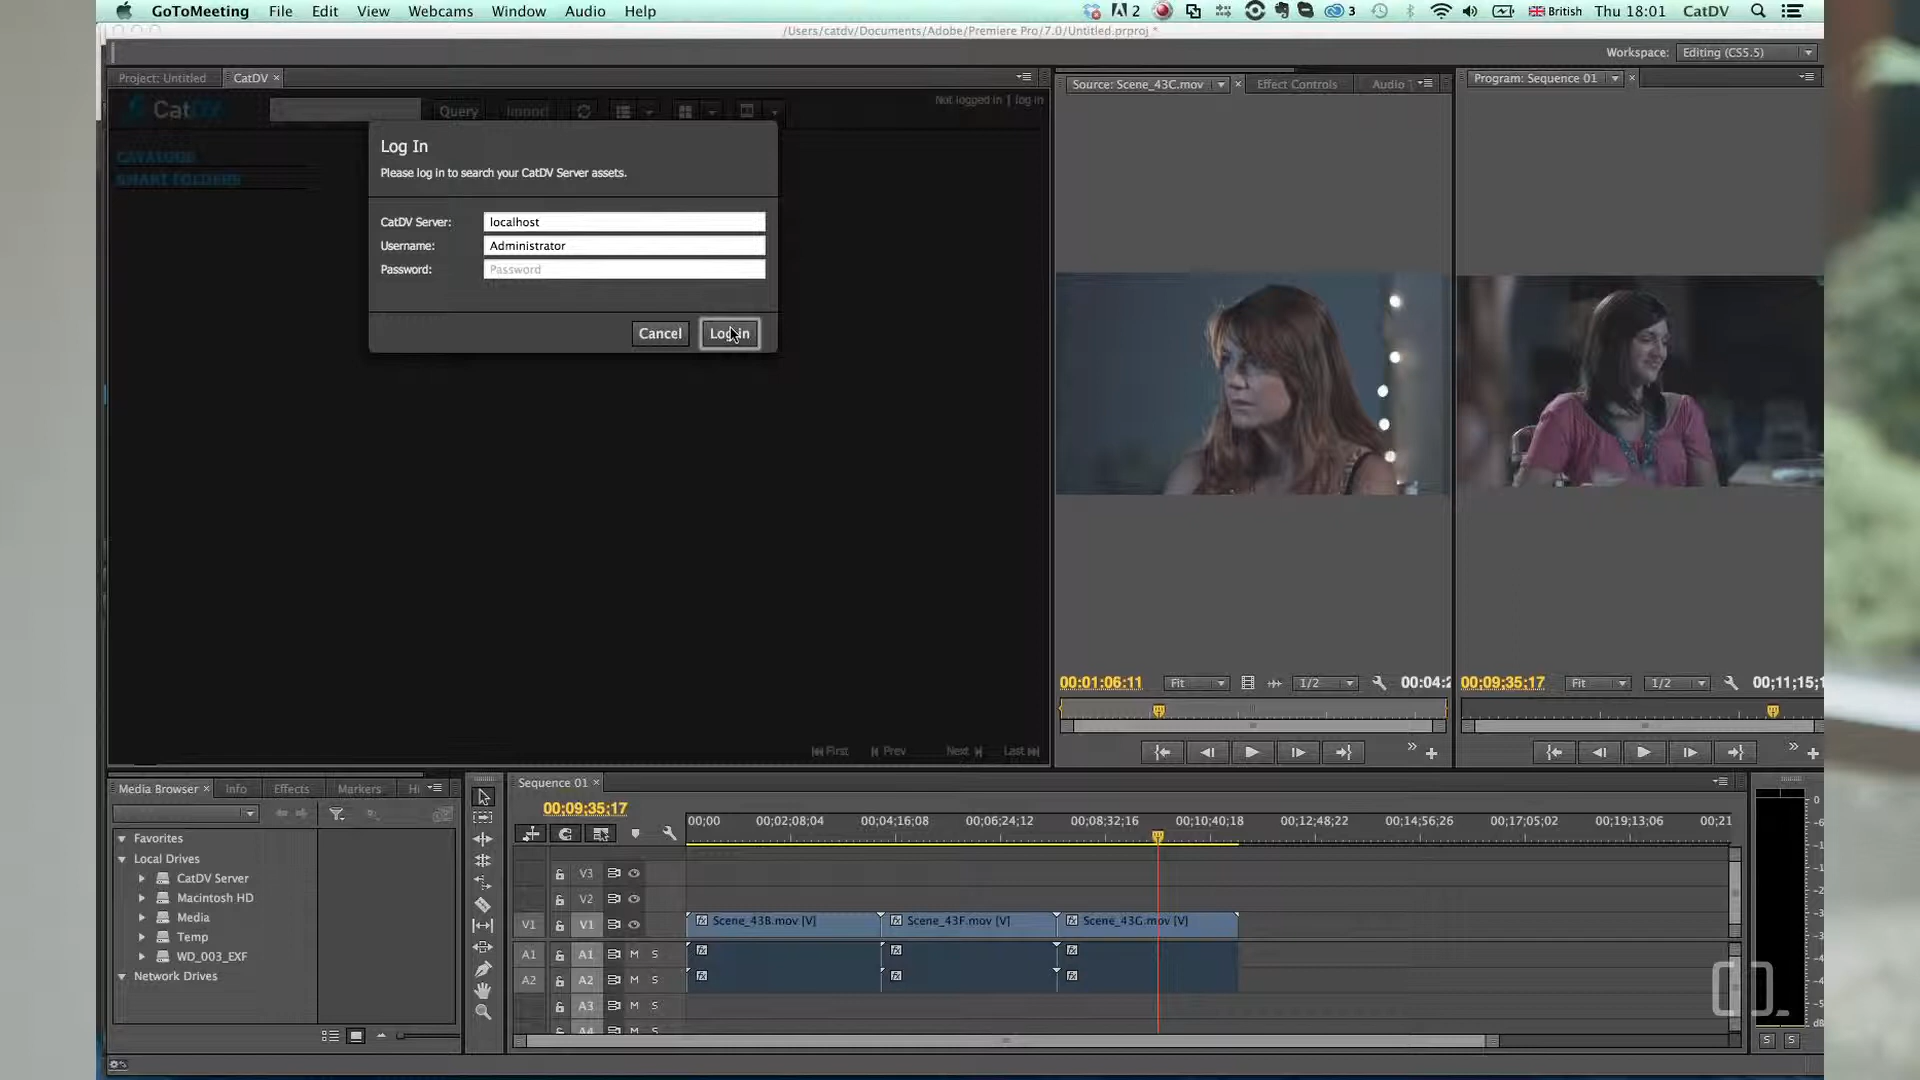 GoToMeeting File Edit View Webcams Window Audio Help 2 3 British Thu 18:01 CatDV
/Users/catdv/Documents/Adobe/Premiere Pro/7.0/Untitled.prproj *
Workspace: Editing (CS5.5)
Project: Untitled CatDV ×
Source: Scene_43C.mov × Effect Controls Audio
Program: Sequence 01 ×
CatDV Query Import Not logged in | log in
CATALOGS
SMART FOLDERS
Log In
Please log in to search your CatDV Server assets.
CatDV Server: localhost
Username: Administrator
Password: Password
Cancel Log in
00:01:06:11 Fit 1/2 00:04:2
00;09;35;17 Fit 1/2 00;11;15;1
First Prev Next Last
Media Browser × Info Effects Markers Hi
Favorites
Local Drives
CatDV Server
Macintosh HD
Media
Temp
WD_003_EXF
Network Drives
Sequence 01 ×
00;09;35;17
00;00 00;02;08;04 00;04;16;08 00;06;24;12 00;08;32;16 00;10;40;18 00;12;48;22 00;14;56;26 00;17;05;02 00;19;13;06 00;21
V3
V2
V1 V1 Scene_43B.mov [V] Scene_43F.mov [V] Scene_43G.mov [V]
A1 A1 M S
A2 A2 M S
A3 M S
A4 M S
0
S S